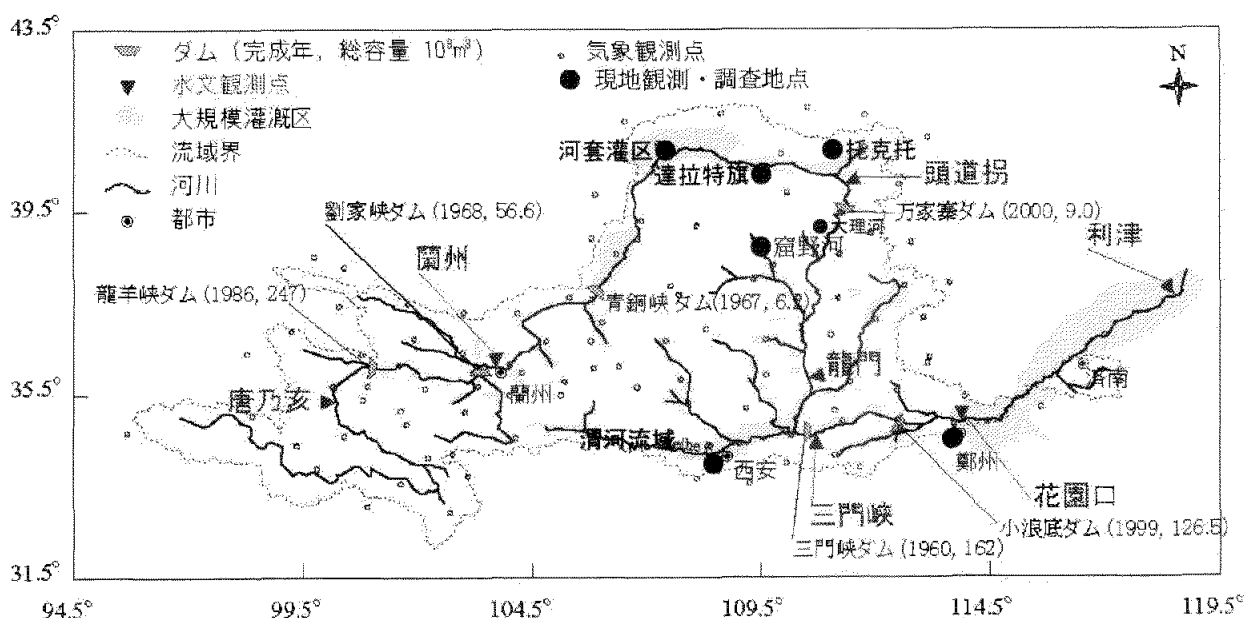 43.5°
39.5°
35.5°
31.5°
94.5°
99.5°
104.5°
109.5°
114.5°
119.5°
ダム (完成年, 総容量 10⁸m³)
水文観測点
大規模灌漑区
流域界
河川
都市
気象観測点
現地観測・調査地点
N
河套灌区
托克托
達拉特旗
頭道拐
劉家峡ダム (1968, 56.6)
万家寨ダム (2000, 9.0)
大理河
利津
蘭州
窟野河
龍羊峡ダム (1986, 247)
青銅峡ダム (1967, 6.2)
龍門
済南
唐乃亥
蘭州
渭河流域
西安
鄭州
三門峡
花園口
小浪底ダム (1999, 126.5)
三門峡ダム (1960, 162)